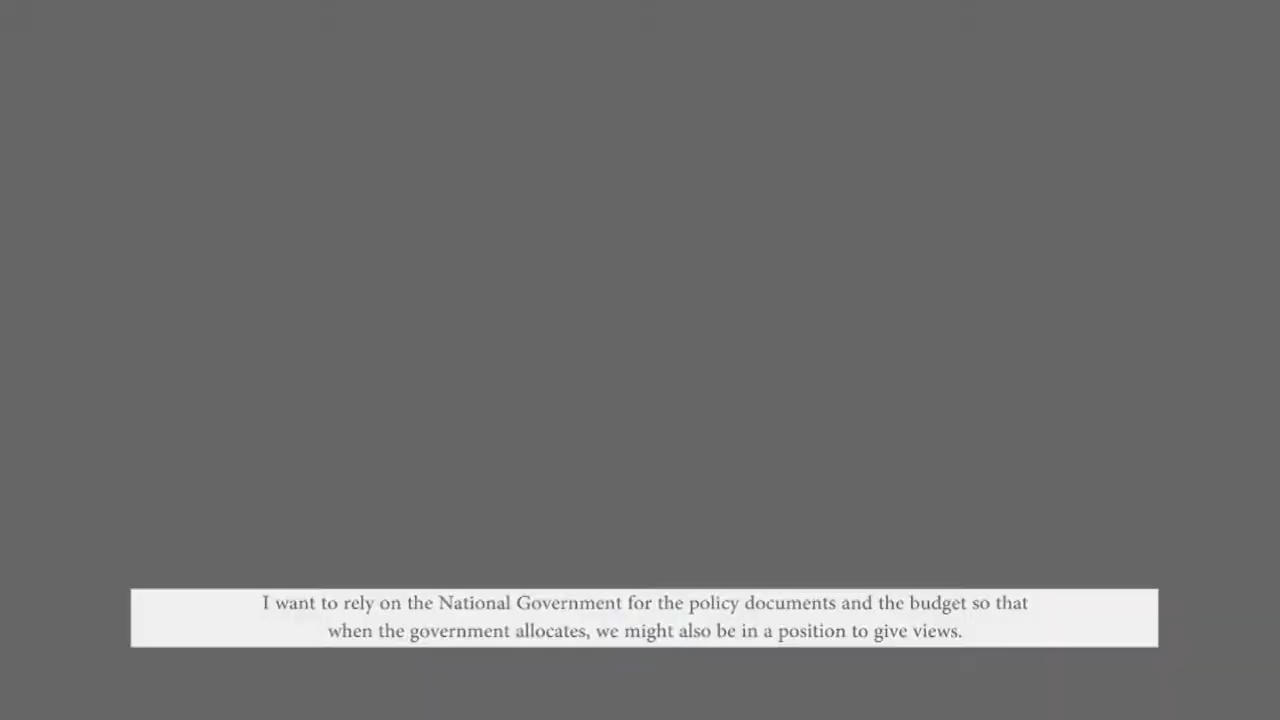 I want to rely on the National Government for the policy documents and the budget so that
when the government allocates, we might also be in a position to give views.